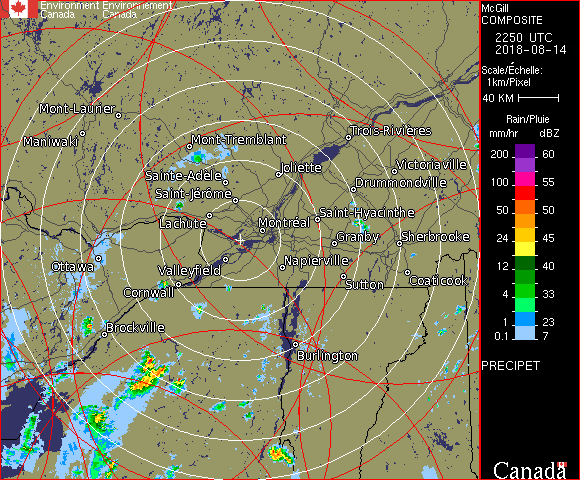 Environment Environnement
Canada Canada
McGill
COMPOSITE
2250 UTC
2018-08-14
Scale/Échelle:
1km/Pixel
40 KM
Rain/Pluie
mm/hr dBZ
200 60
100 55
50 50
24 45
12 40
4 33
1.0 23
0.1 7
PRECIPET
Canada
Mont-Laurier
Maniwaki
Mont-Tremblant
Trois-Rivières
Sainte-Adèle
Joliette
Victoriaville
Saint-Jérôme
Drummondville
Lachute
Montréal
Saint-Hyacinthe
Granby
Sherbrooke
Ottawa
Valleyfield
Napierville
Cornwall
Sutton
Coaticook
Brockville
Burlington